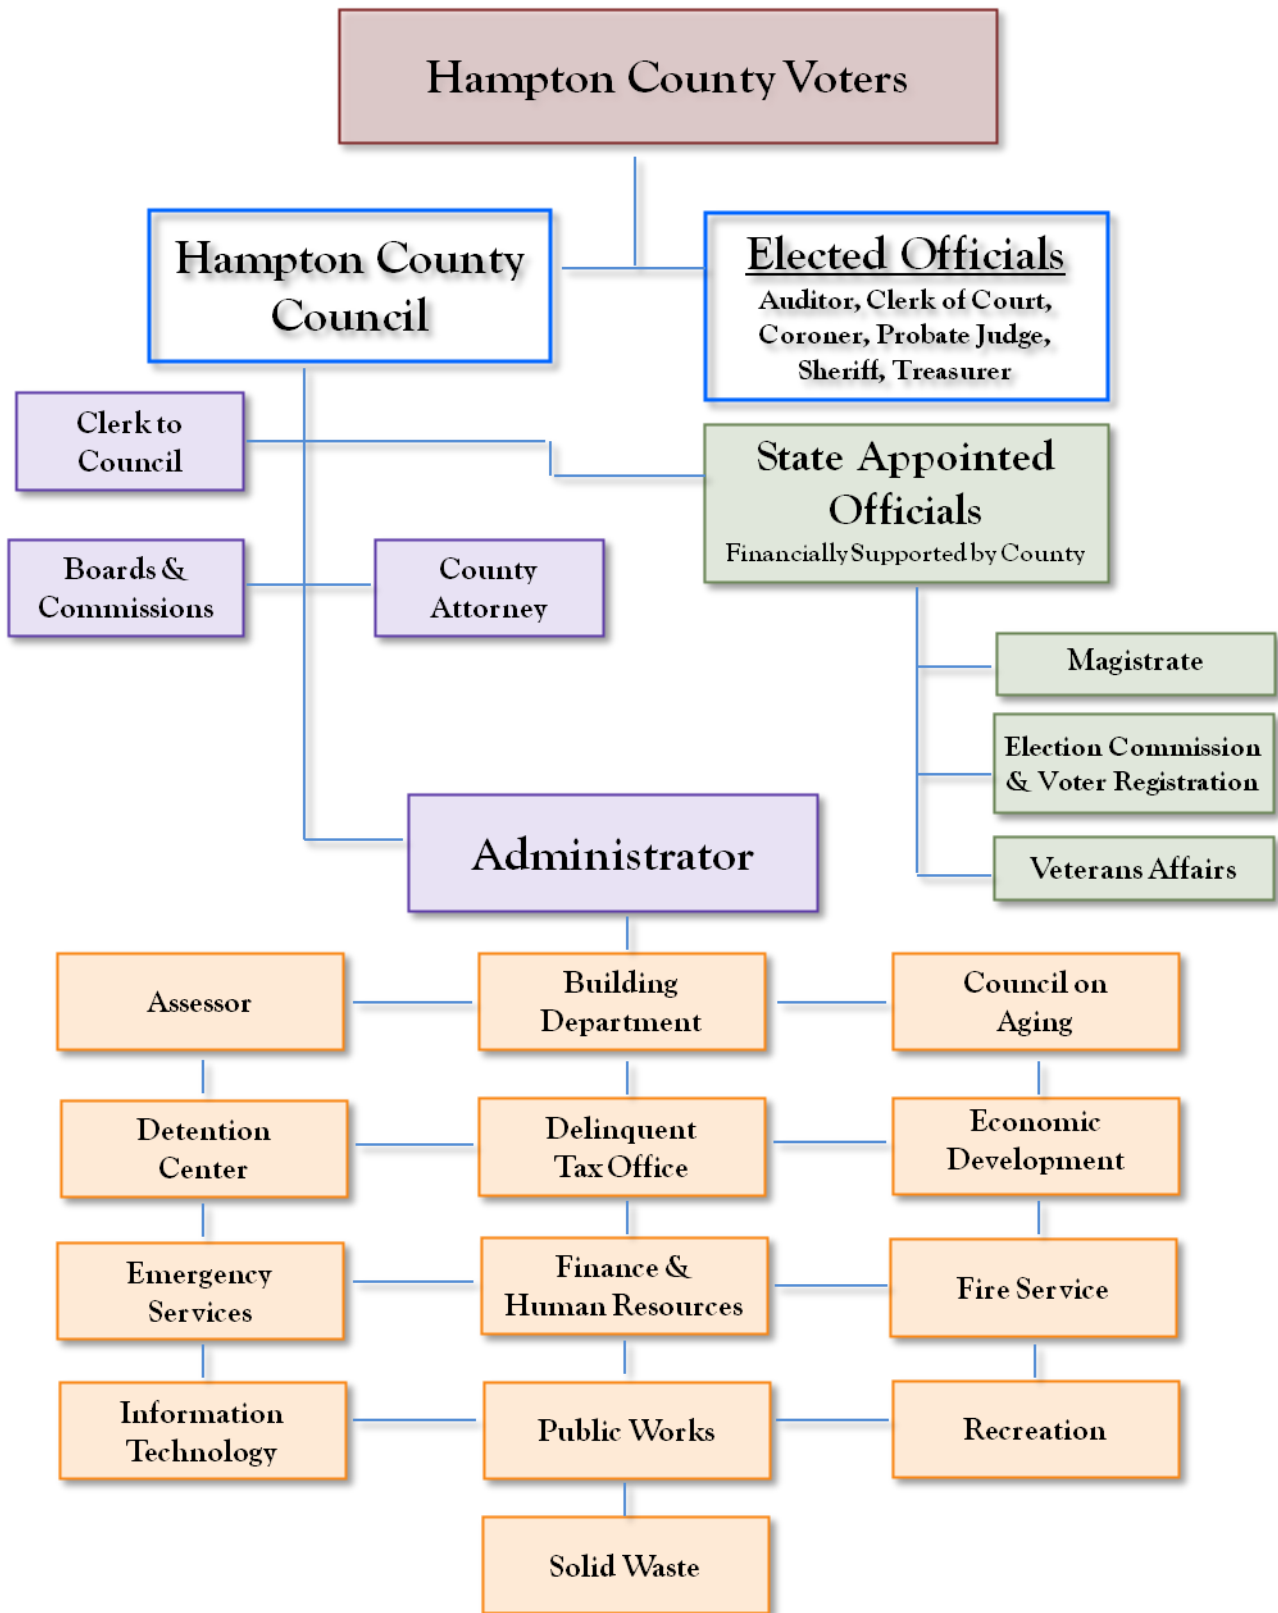 Hampton County Voters
Hampton County
Council
Elected Officials
Auditor, Clerk of Court,
Coroner, Probate Judge,
Sheriff, Treasurer
Clerk to
Council
State Appointed
Officials
Financially Supported by County
Boards &
Commissions
County
Attorney
Magistrate
Election Commission
& Voter Registration
Veterans Affairs
Administrator
Assessor
Building
Department
Council on
Aging
Detention
Center
Delinquent
Tax Office
Economic
Development
Emergency
Services
Finance &
Human Resources
Fire Service
Information
Technology
Public Works
Recreation
Solid Waste